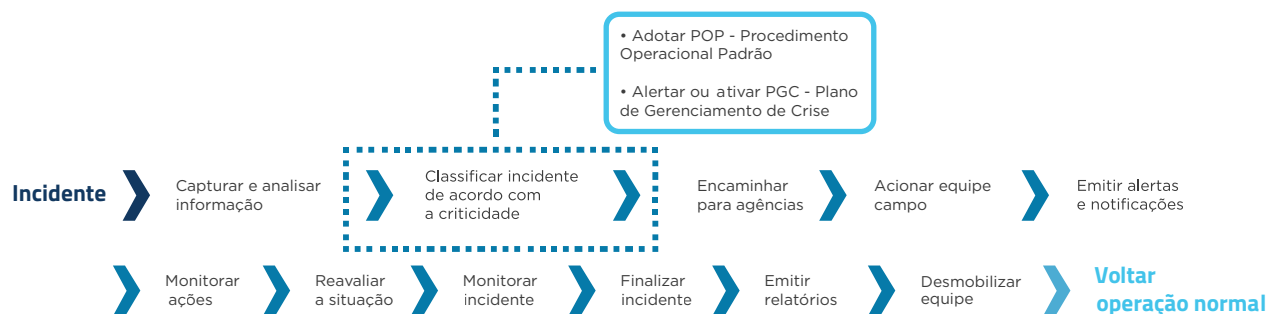 • Adotar POP - Procedimento
Operacional Padrão
• Alertar ou ativar PGC - Plano
de Gerenciamento de Crise
Incidente
Capturar e analisar
informação
Classificar incidente
de acordo com
a criticidade
Encaminhar
para agências
Acionar equipe
campo
Emitir alertas
e notificações
Monitorar
ações
Reavaliar
a situação
Monitorar
incidente
Finalizar
incidente
Emitir
relatórios
Desmobilizar
equipe
Voltar
operação normal